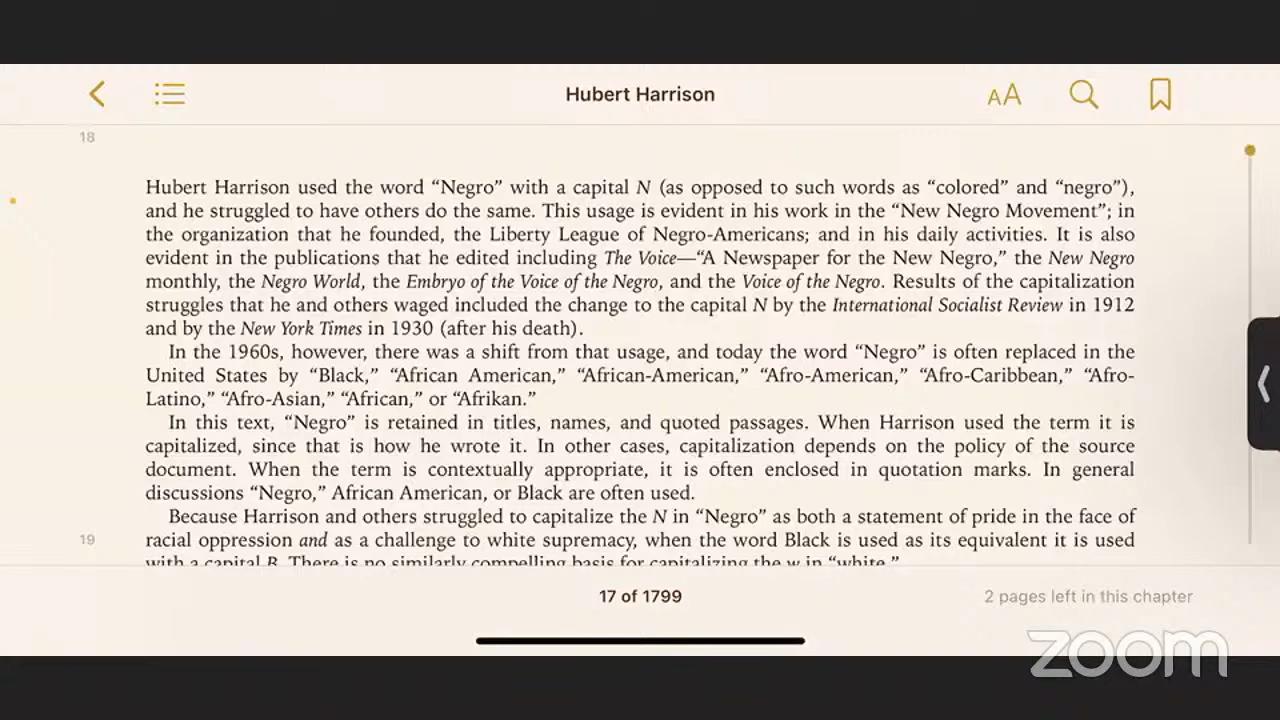 Hubert Harrison
AA
18
Hubert Harrison used the word “Negro” with a capital N (as opposed to such words as “colored” and “negro”),
and he struggled to have others do the same. This usage is evident in his work in the “New Negro Movement”; in
the organization that he founded, the Liberty League of Negro-Americans; and in his daily activities. It is also
evident in the publications that he edited including The Voice—“A Newspaper for the New Negro,” the New Negro
monthly, the Negro World, the Embryo of the Voice of the Negro, and the Voice of the Negro. Results of the capitalization
struggles that he and others waged included the change to the capital N by the International Socialist Review in 1912
and by the New York Times in 1930 (after his death).
In the 1960s, however, there was a shift from that usage, and today the word “Negro” is often replaced in the
United States by “Black,” “African American,” “African-American,” “Afro-American,” “Afro-Caribbean,” “Afro-
Latino,” “Afro-Asian,” “African,” or “Afrikan.”
In this text, “Negro” is retained in titles, names, and quoted passages. When Harrison used the term it is
capitalized, since that is how he wrote it. In other cases, capitalization depends on the policy of the source
document. When the term is contextually appropriate, it is often enclosed in quotation marks. In general
discussions “Negro,” African American, or Black are often used.
Because Harrison and others struggled to capitalize the N in “Negro” as both a statement of pride in the face of
19
racial oppression and as a challenge to white supremacy, when the word Black is used as its equivalent it is used
with a capital B. There is no similarly compelling basis for capitalizing the w in “white.”
17 of 1799
2 pages left in this chapter
zoom